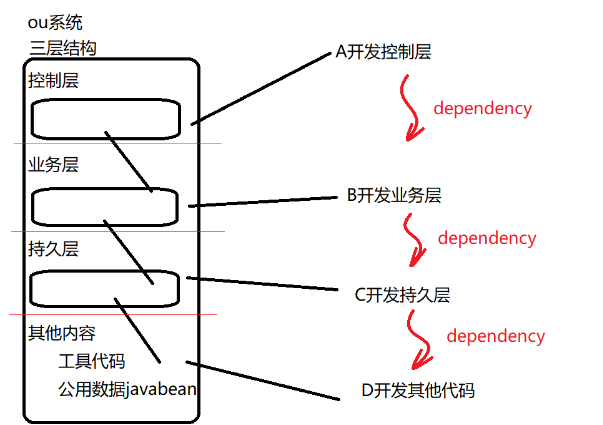 ou系统
三层结构
控制层
业务层
持久层
其他内容
工具代码
公用数据javabean
A开发控制层
dependency
B开发业务层
dependency
C开发持久层
dependency
D开发其他代码